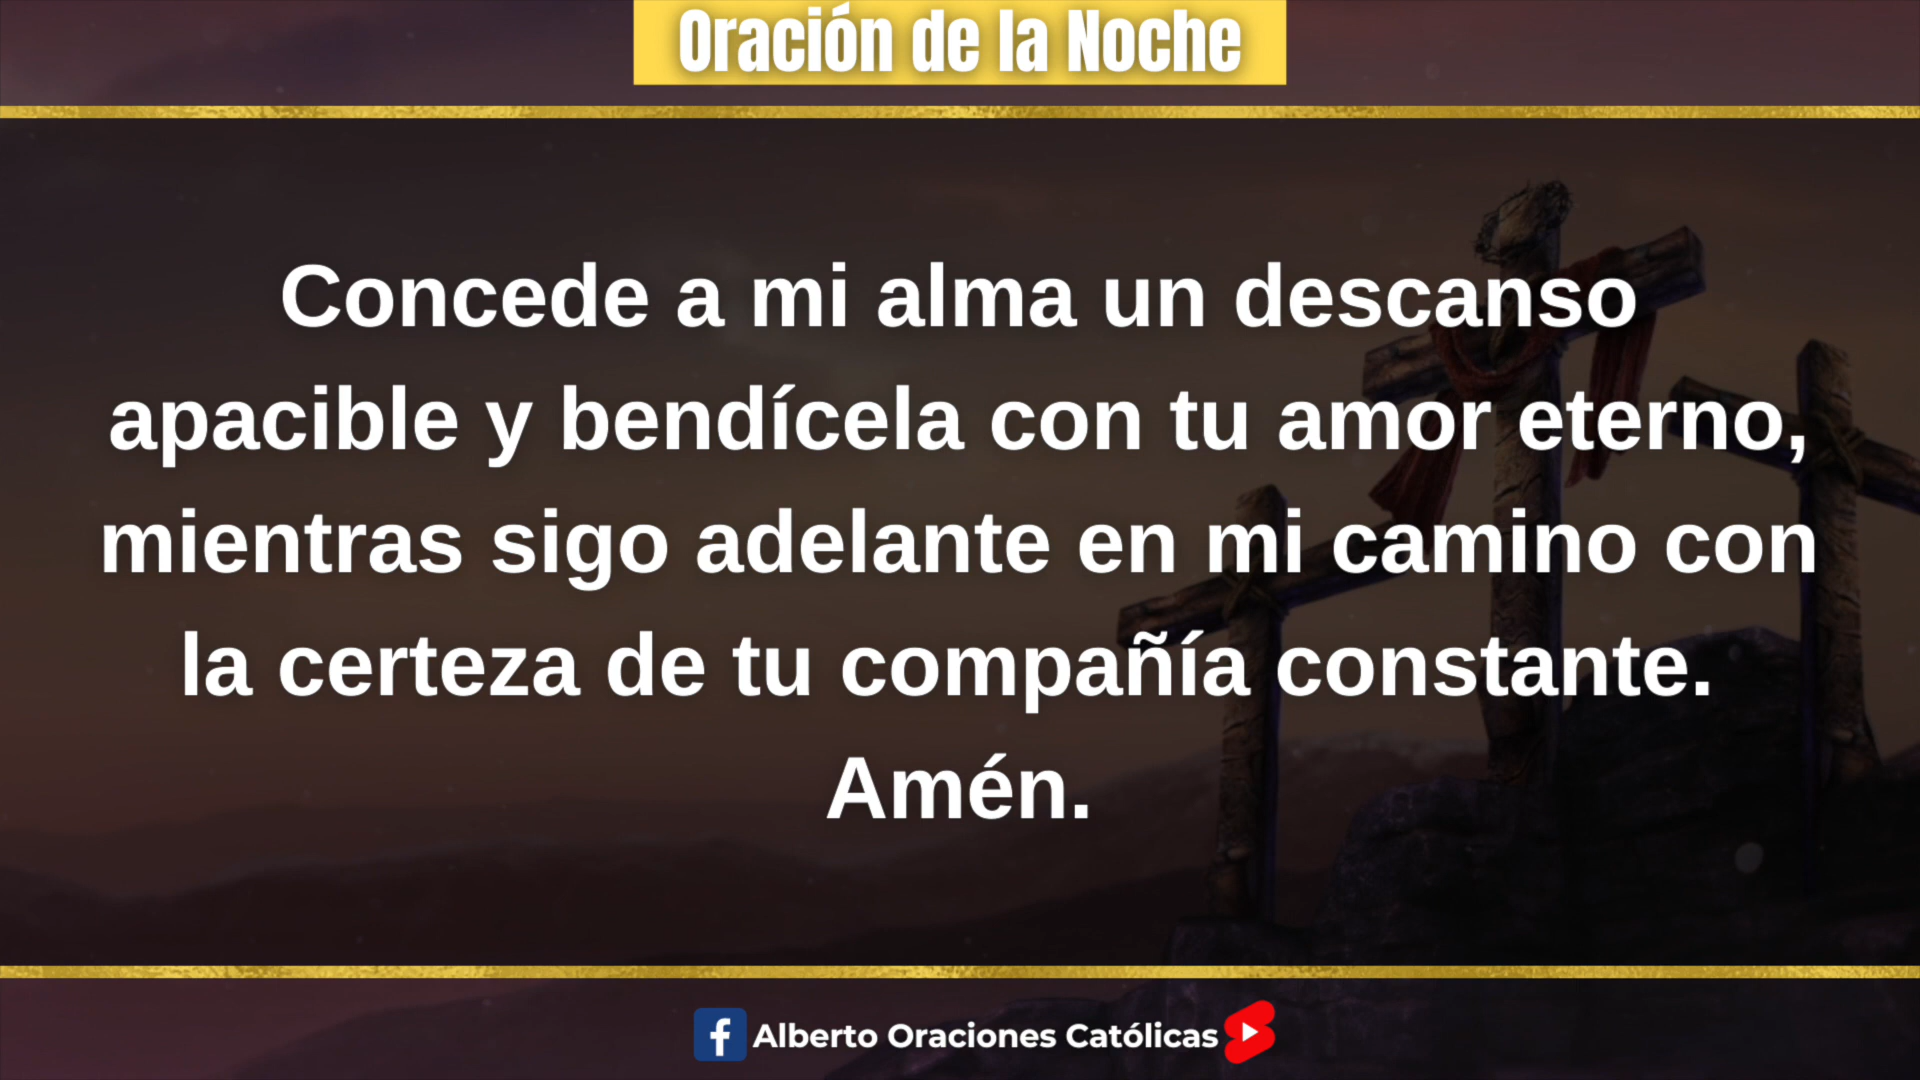 Oración de la Noche
Concede a mi alma un descanso
apacible y bendícela con tu amor eterno,
mientras sigo adelante en mi camino con
la certeza de tu compañía constante.
Amén.
Alberto Oraciones Católicas